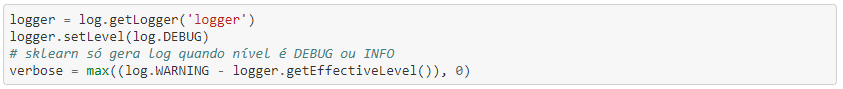 logger = log.getLogger('logger')
logger.setLevel(log.DEBUG)
# sklearn só gera log quando nível é DEBUG ou INFO
verbose = max((log.WARNING - logger.getEffectiveLevel()), 0)